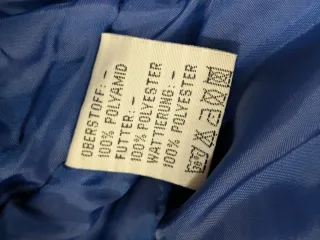 OBERSTOFF: -
100% POLYAMID
FUTTER: -
100% POLYESTER
WATTIERUNG: -
100% POLYESTER